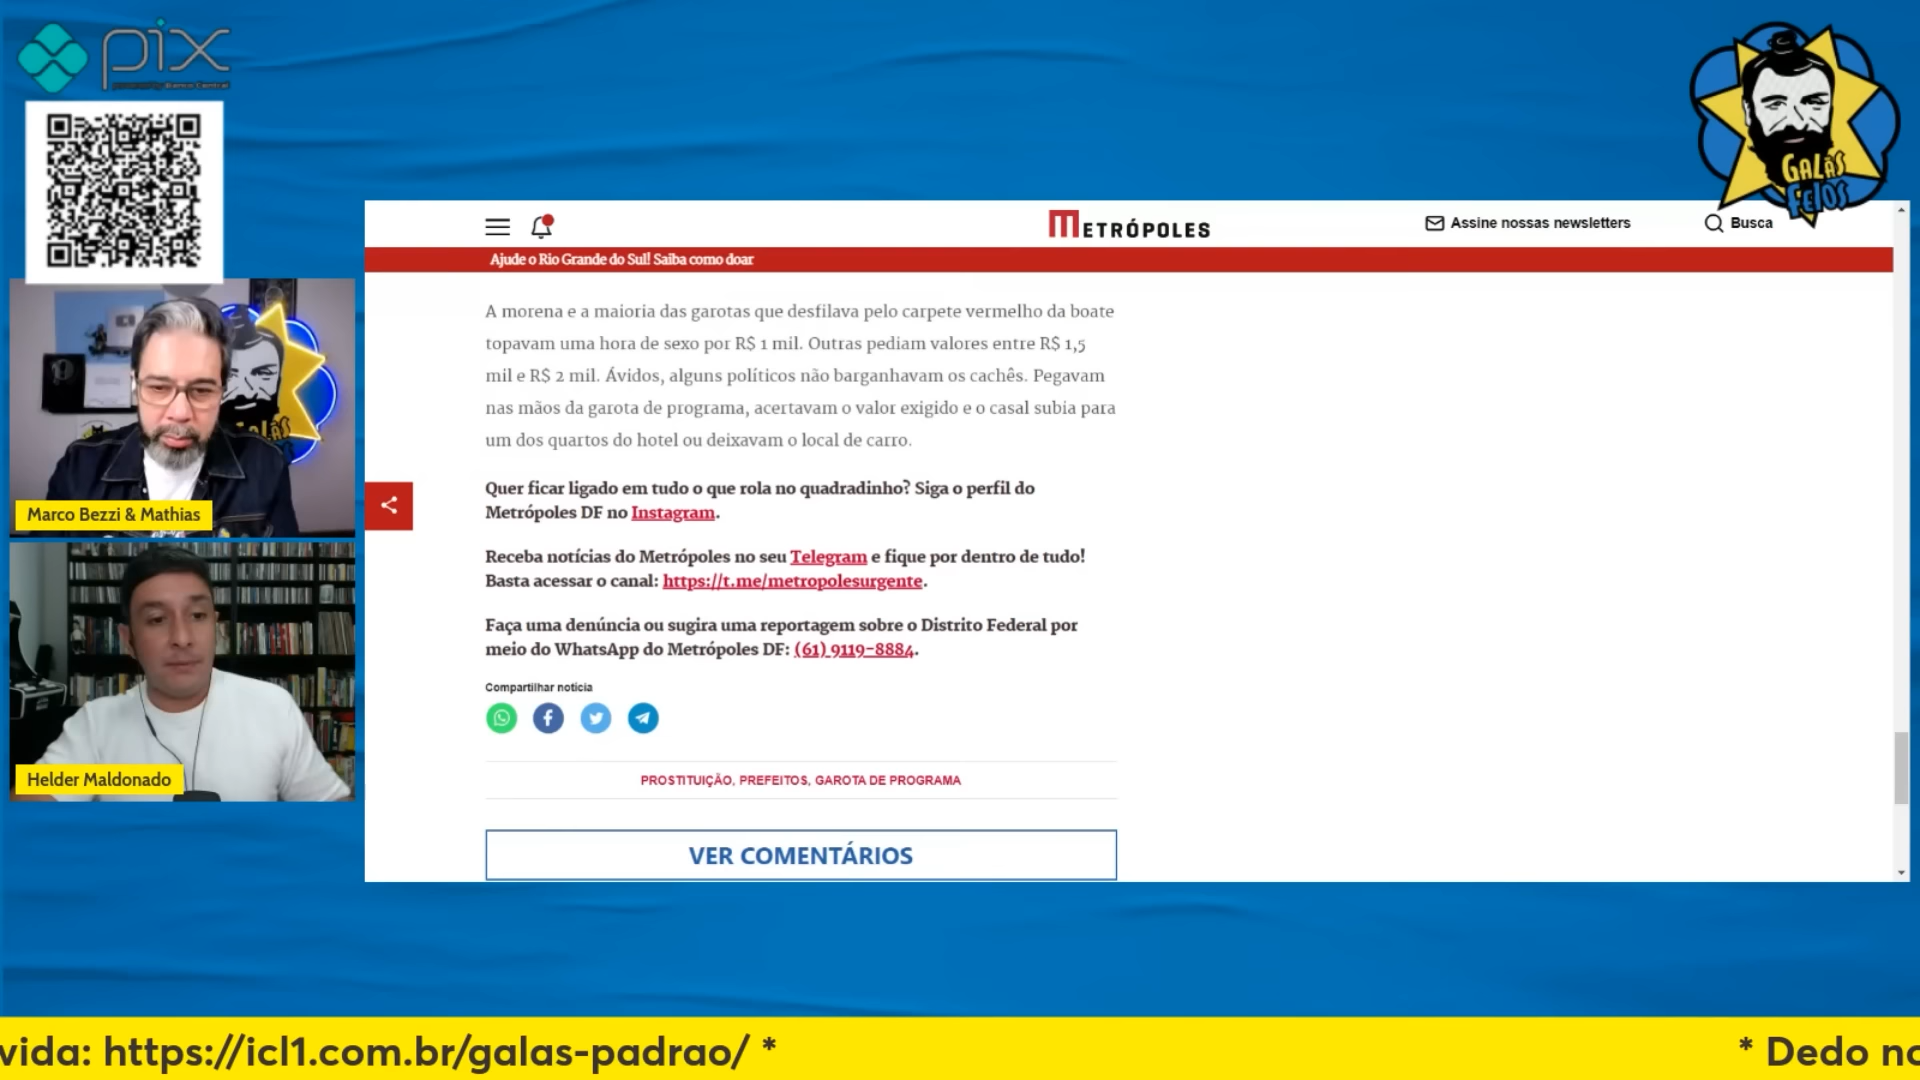 pix
powered by Banco Central
GALÃS
FEIOS
METRÓPOLES
Assine nossas newsletters
Busca
Ajude o Rio Grande do Sul! Saiba como doar
A morena e a maioria das garotas que desfilava pelo carpete vermelho da boate
topavam uma hora de sexo por R$ 1 mil. Outras pediam valores entre R$ 1,5
mil e R$ 2 mil. Ávidos, alguns políticos não barganhavam os cachês. Pegavam
nas mãos da garota de programa, acertavam o valor exigido e o casal subia para
um dos quartos do hotel ou deixavam o local de carro.
Quer ficar ligado em tudo o que rola no quadradinho? Siga o perfil do
Metrópoles DF no Instagram.
Receba notícias do Metrópoles no seu Telegram e fique por dentro de tudo!
Basta acessar o canal: https://t.me/metropolesurgente.
Faça uma denúncia ou sugira uma reportagem sobre o Distrito Federal por
meio do WhatsApp do Metrópoles DF: (61) 9119-8884.
Compartilhar notícia
PROSTITUIÇÃO, PREFEITOS, GAROTA DE PROGRAMA
VER COMENTÁRIOS
Marco Bezzi & Mathias
Helder Maldonado
vida: https://icl1.com.br/galas-padrao/ *
* Dedo no